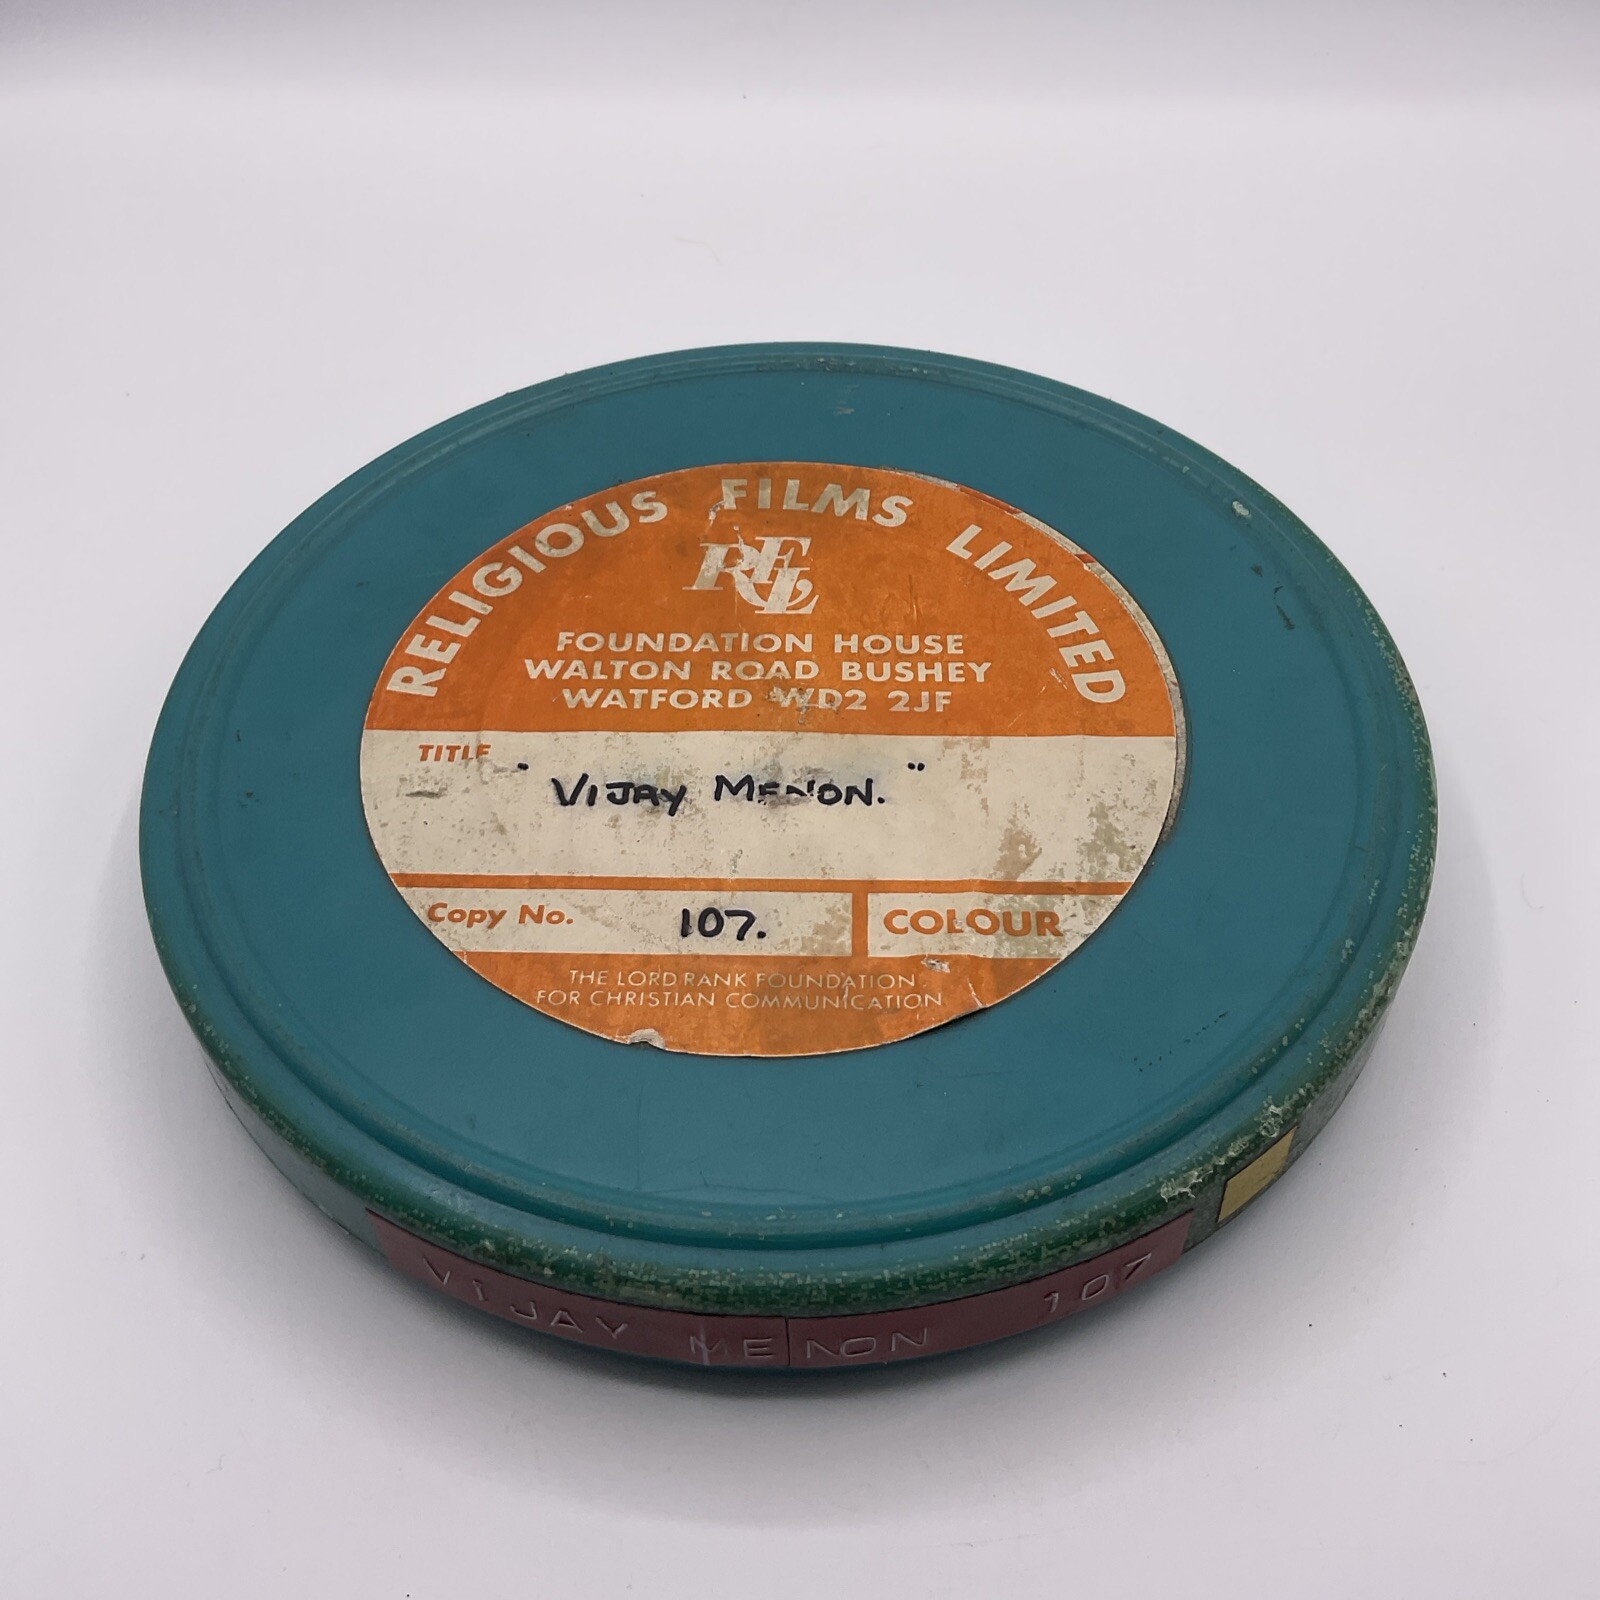 RELIGIOUS FILMS LIMITED
RFL
FOUNDATION HOUSE
WALTON ROAD BUSHEY
WATFORD WD2 2JF
TITLE
"VIJAY MENON."
Copy No. 107. COLOUR
THE LORD RANK FOUNDATION
FOR CHRISTIAN COMMUNICATION
VIJAY MENON 107